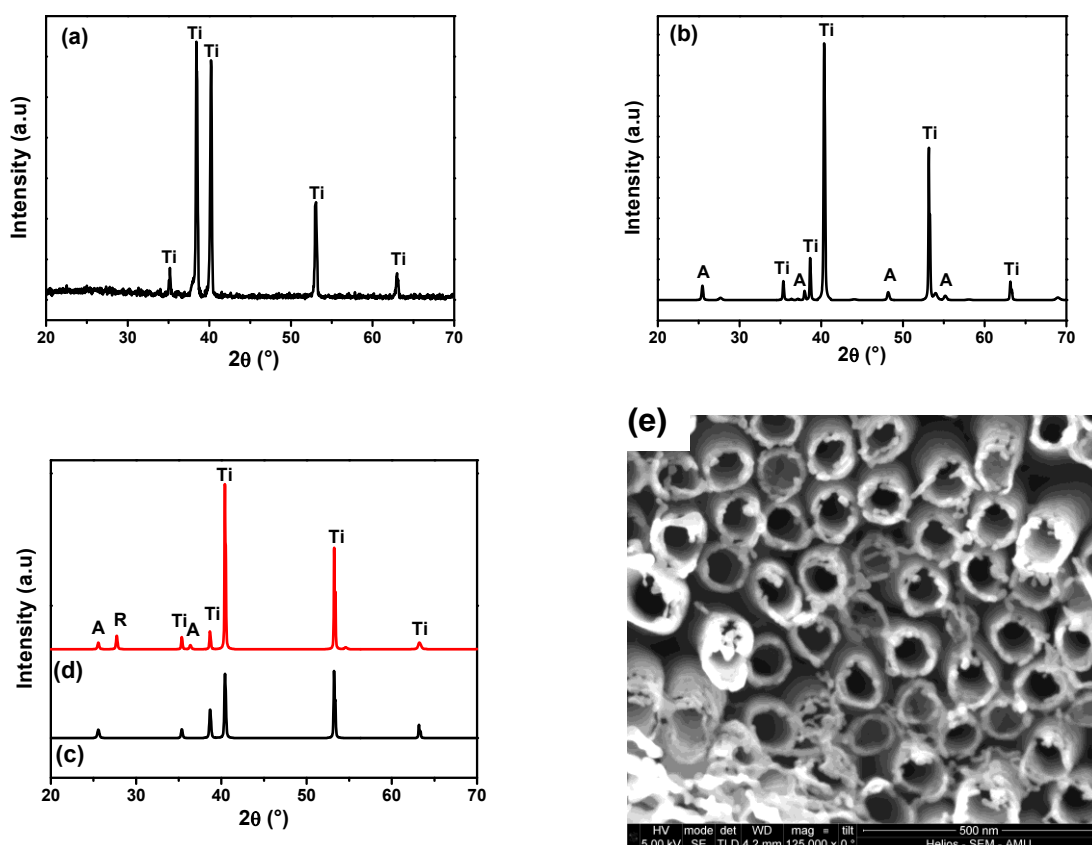 (a)
Ti
Ti
Ti
Ti
Ti
Intensity (a.u)
20 30 40 50 60 70
2θ (°)
(b)
Ti
Ti
A
Ti
A
Ti
A
A
Ti
Intensity (a.u)
20 30 40 50 60 70
2θ (°)
Ti
Ti
A
R
Ti
A
Ti
Ti
(d)
(c)
Intensity (a.u)
20 30 40 50 60 70
2θ (°)
(e)
HV mode det WD mag tilt 500 nm
5.00 kV SE TLD 4.2 mm 125 000 x 0 ° Helios - SEM - AMU